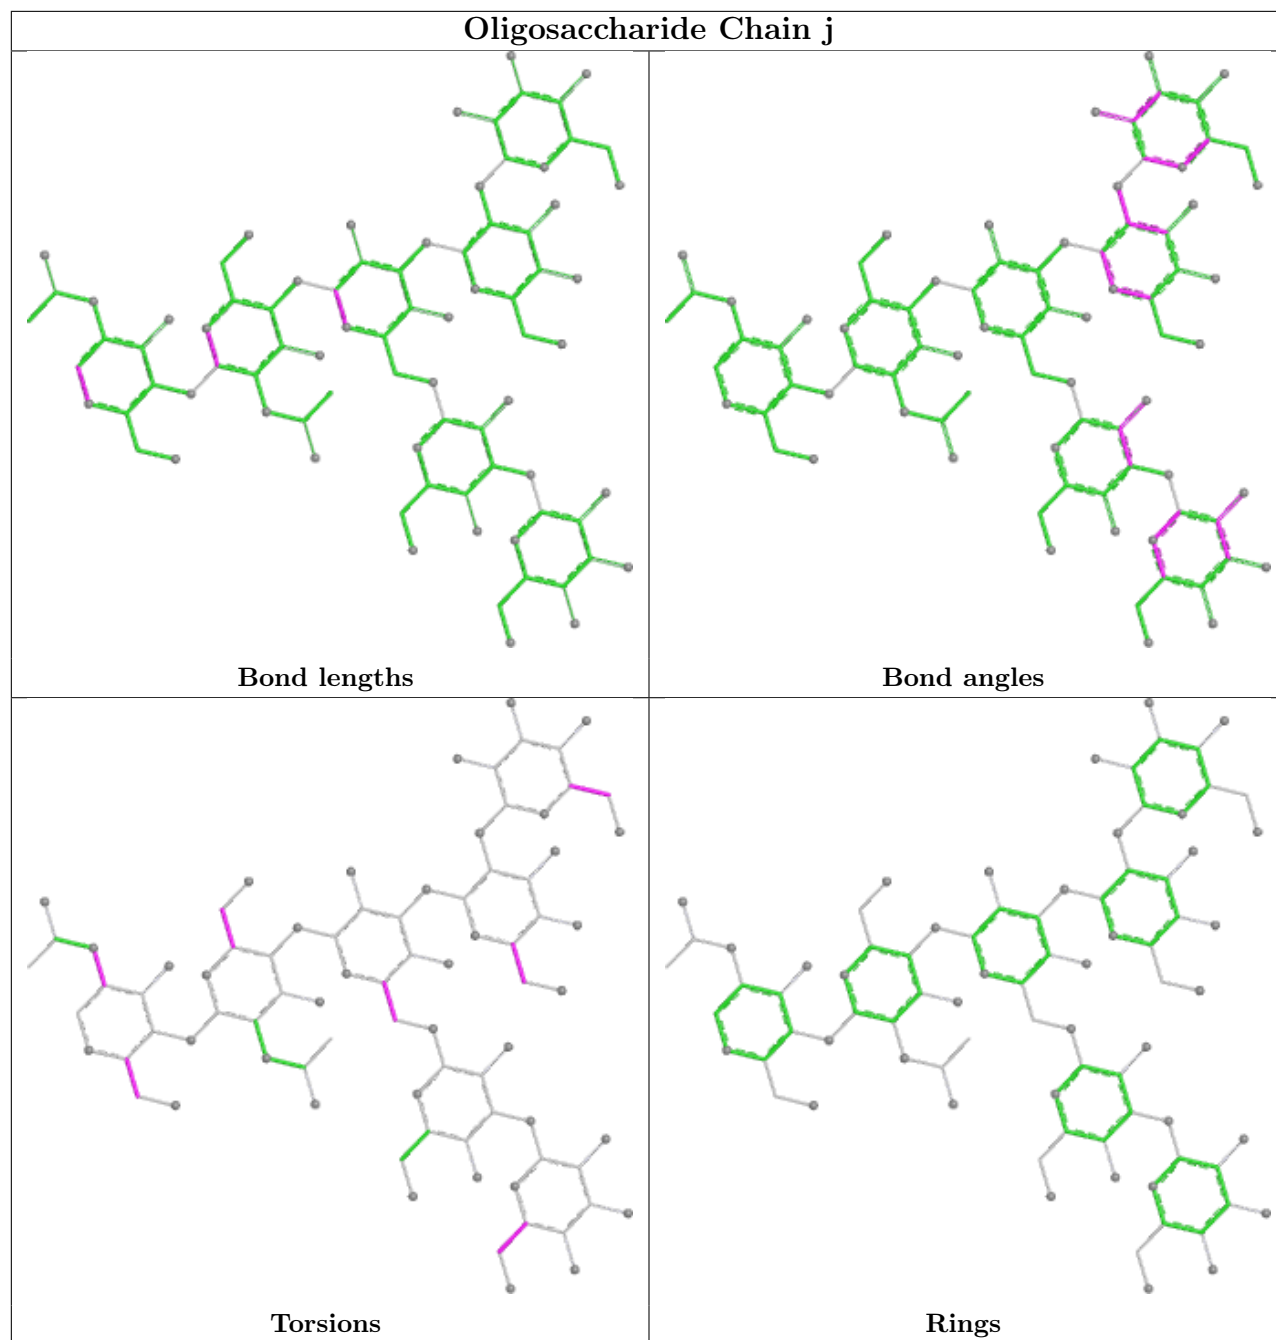 Oligosaccharide Chain j
Bond lengths
Bond angles
Torsions
Rings